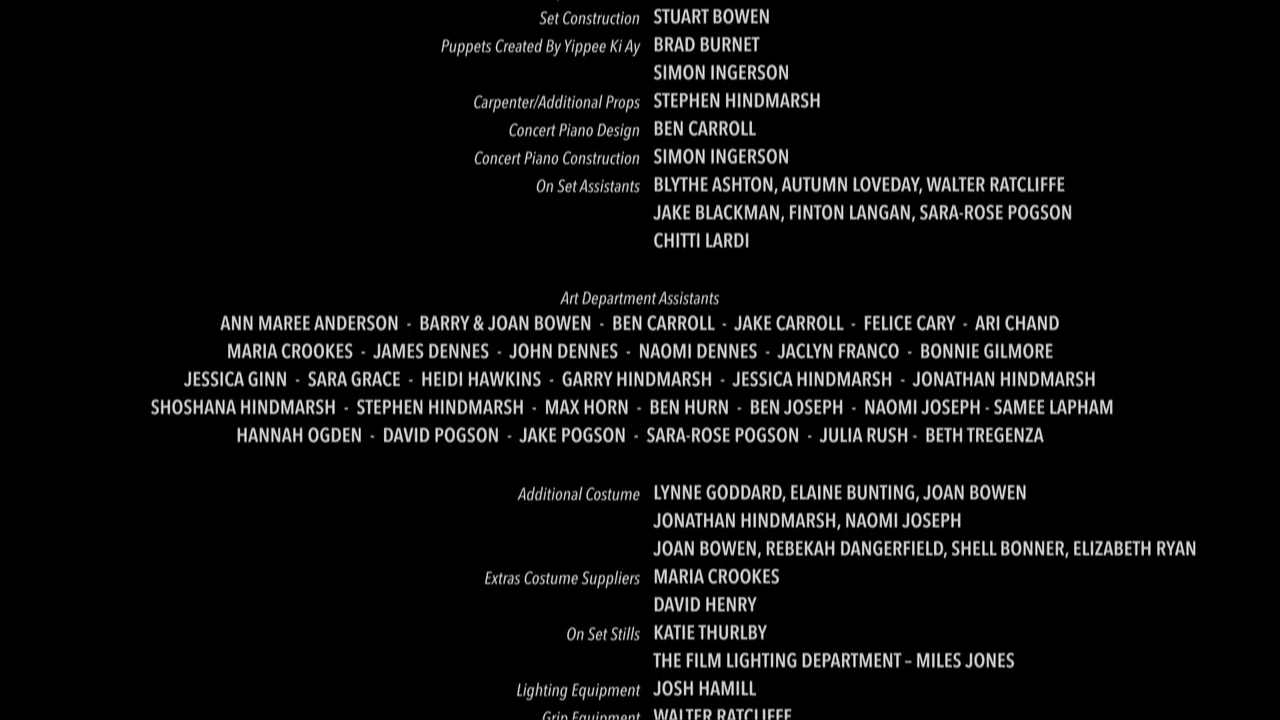 Set Construction STUART BOWEN
Puppets Created By Yippee Ki Ay BRAD BURNET
SIMON INGERSON
Carpenter/Additional Props STEPHEN HINDMARSH
Concert Piano Design BEN CARROLL
Concert Piano Construction SIMON INGERSON
On Set Assistants BLYTHE ASHTON, AUTUMN LOVEDAY, WALTER RATCLIFFE
JAKE BLACKMAN, FINTON LANGAN, SARA-ROSE POGSON
CHITTI LARDI
Art Department Assistants
ANN MAREE ANDERSON - BARRY & JOAN BOWEN - BEN CARROLL - JAKE CARROLL - FELICE CARY - ARI CHAND
MARIA CROOKES - JAMES DENNES - JOHN DENNES - NAOMI DENNES - JACLYN FRANCO - BONNIE GILMORE
JESSICA GINN - SARA GRACE - HEIDI HAWKINS - GARRY HINDMARSH - JESSICA HINDMARSH - JONATHAN HINDMARSH
SHOSHANA HINDMARSH - STEPHEN HINDMARSH - MAX HORN - BEN HURN - BEN JOSEPH - NAOMI JOSEPH - SAMEE LAPHAM
HANNAH OGDEN - DAVID POGSON - JAKE POGSON - SARA-ROSE POGSON - JULIA RUSH - BETH TREGENZA
Additional Costume LYNNE GODDARD, ELAINE BUNTING, JOAN BOWEN
JONATHAN HINDMARSH, NAOMI JOSEPH
JOAN BOWEN, REBEKAH DANGERFIELD, SHELL BONNER, ELIZABETH RYAN
Extras Costume Suppliers MARIA CROOKES
DAVID HENRY
On Set Stills KATIE THURLBY
THE FILM LIGHTING DEPARTMENT – MILES JONES
Lighting Equipment JOSH HAMILL
Grip Equipment WALTER RATCLIFFE